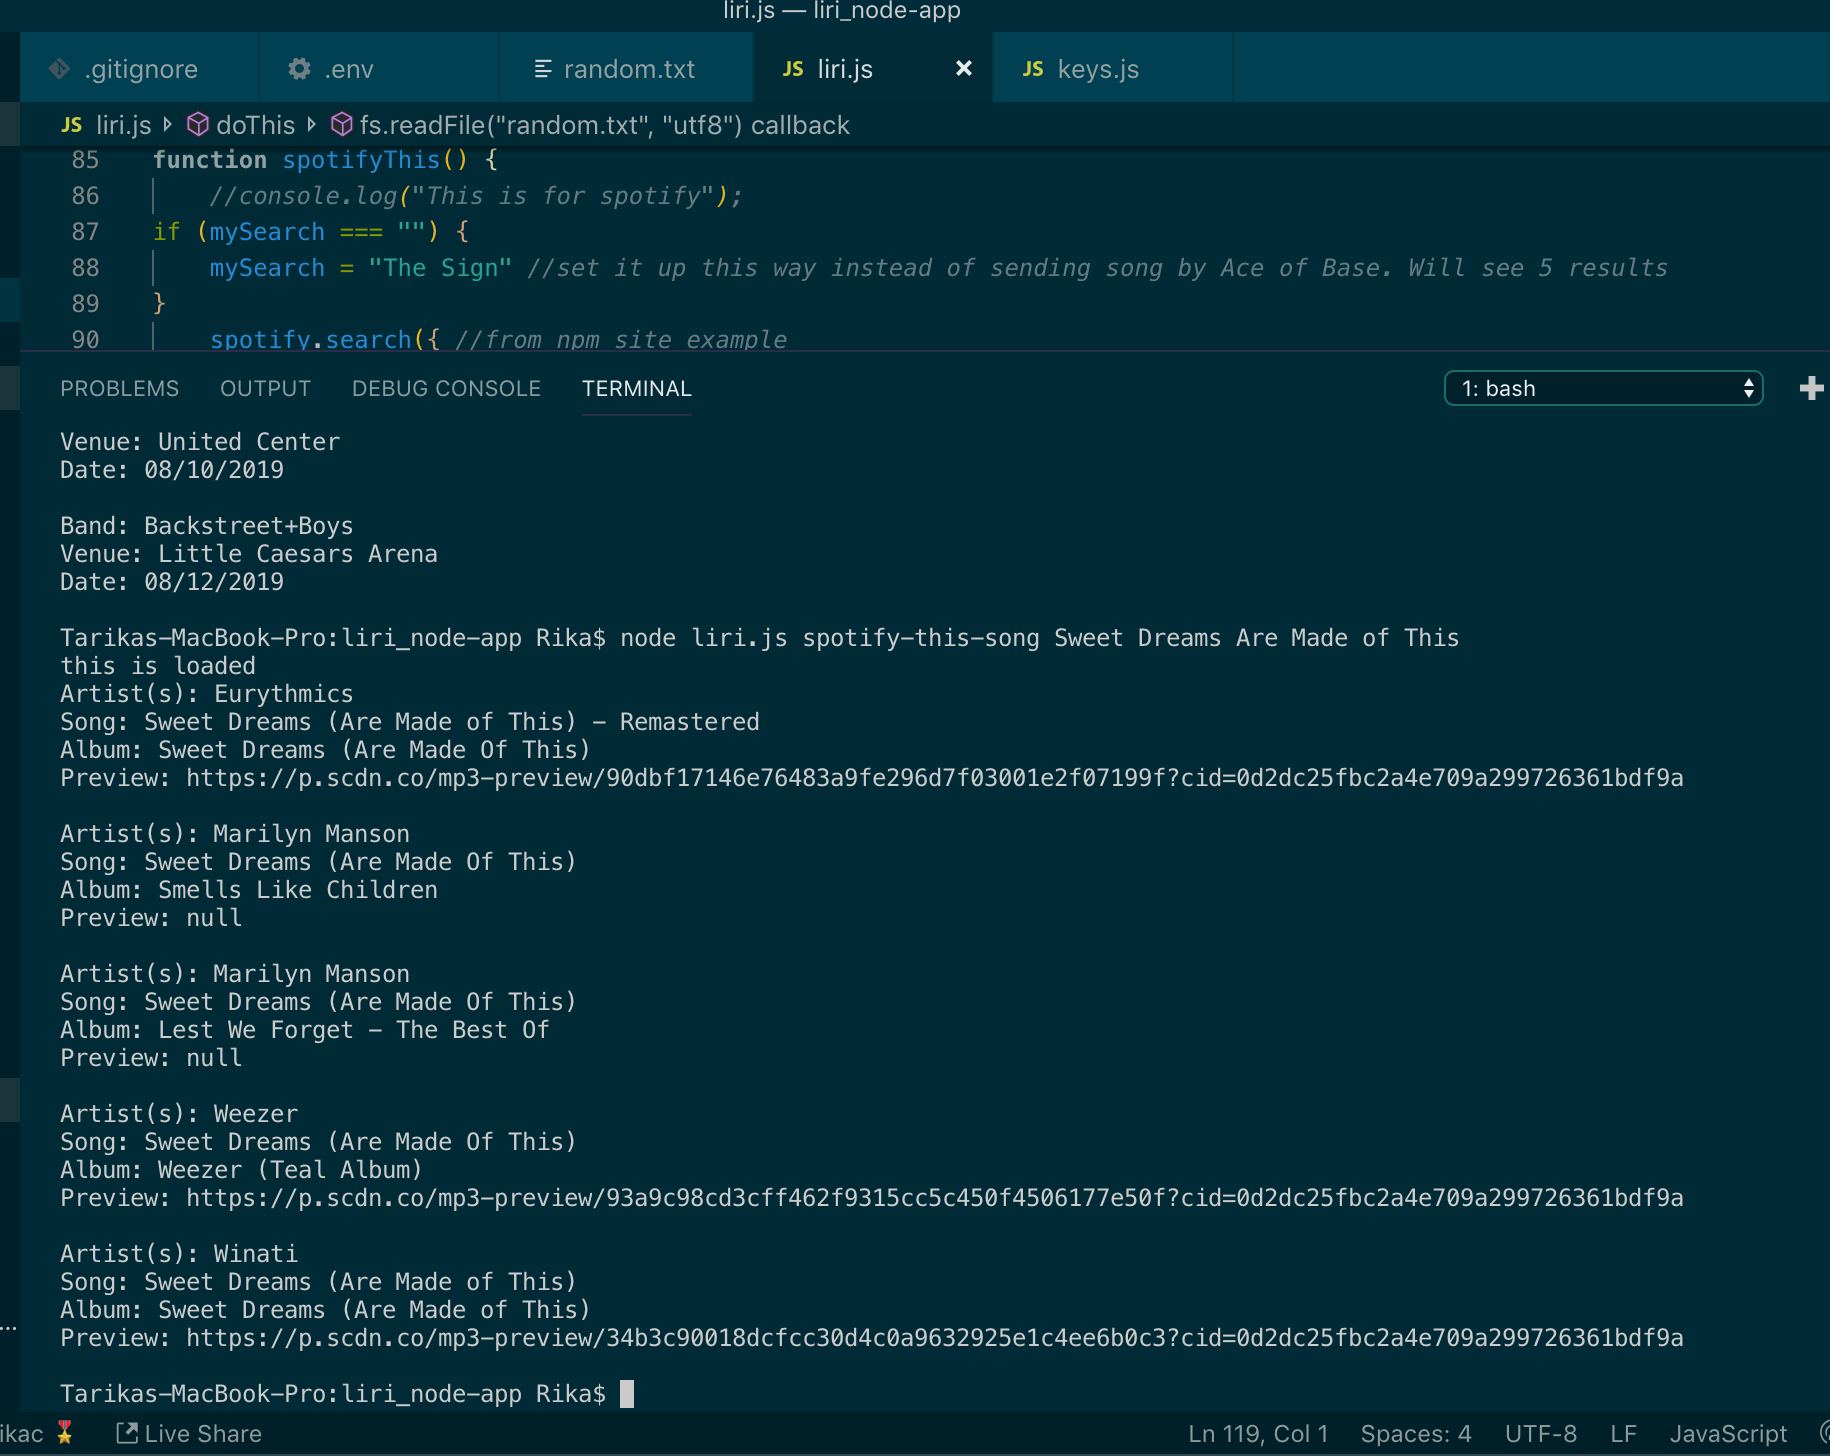 liri.js — liri_node-app
.gitignore .env random.txt JS liri.js × JS keys.js
JS liri.js doThis fs.readFile("random.txt", "utf8") callback
85 function spotifyThis() {
86 //console.log("This is for spotify");
87 if (mySearch === "") {
88 mySearch = "The Sign" //set it up this way instead of sending song by Ace of Base. Will see 5 results
89 }
90 spotify.search({ //from npm site example
PROBLEMS OUTPUT DEBUG CONSOLE TERMINAL 1: bash
Venue: United Center
Date: 08/10/2019
Band: Backstreet+Boys
Venue: Little Caesars Arena
Date: 08/12/2019
Tarikas-MacBook-Pro:liri_node-app Rika$ node liri.js spotify-this-song Sweet Dreams Are Made of This
this is loaded
Artist(s): Eurythmics
Song: Sweet Dreams (Are Made of This) - Remastered
Album: Sweet Dreams (Are Made Of This)
Preview: https://p.scdn.co/mp3-preview/90dbf17146e76483a9fe296d7f03001e2f07199f?cid=0d2dc25fbc2a4e709a299726361bdf9a
Artist(s): Marilyn Manson
Song: Sweet Dreams (Are Made Of This)
Album: Smells Like Children
Preview: null
Artist(s): Marilyn Manson
Song: Sweet Dreams (Are Made Of This)
Album: Lest We Forget - The Best Of
Preview: null
Artist(s): Weezer
Song: Sweet Dreams (Are Made Of This)
Album: Weezer (Teal Album)
Preview: https://p.scdn.co/mp3-preview/93a9c98cd3cff462f9315cc5c450f4506177e50f?cid=0d2dc25fbc2a4e709a299726361bdf9a
Artist(s): Winati
Song: Sweet Dreams (Are Made of This)
Album: Sweet Dreams (Are Made of This)
Preview: https://p.scdn.co/mp3-preview/34b3c90018dcfcc30d4c0a9632925e1c4ee6b0c3?cid=0d2dc25fbc2a4e709a299726361bdf9a
Tarikas-MacBook-Pro:liri_node-app Rika$
ikac Live Share Ln 119, Col 1 Spaces: 4 UTF-8 LF JavaScript